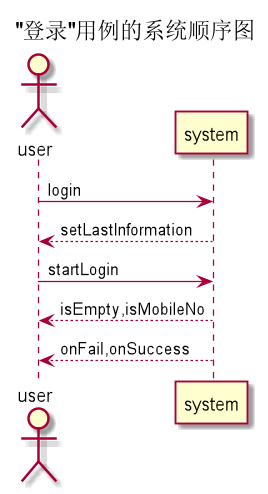 "登录"用例的系统顺序图
user
system
login
setLastInformation
startLogin
isEmpty,isMobileNo
onFail,onSuccess
user
system